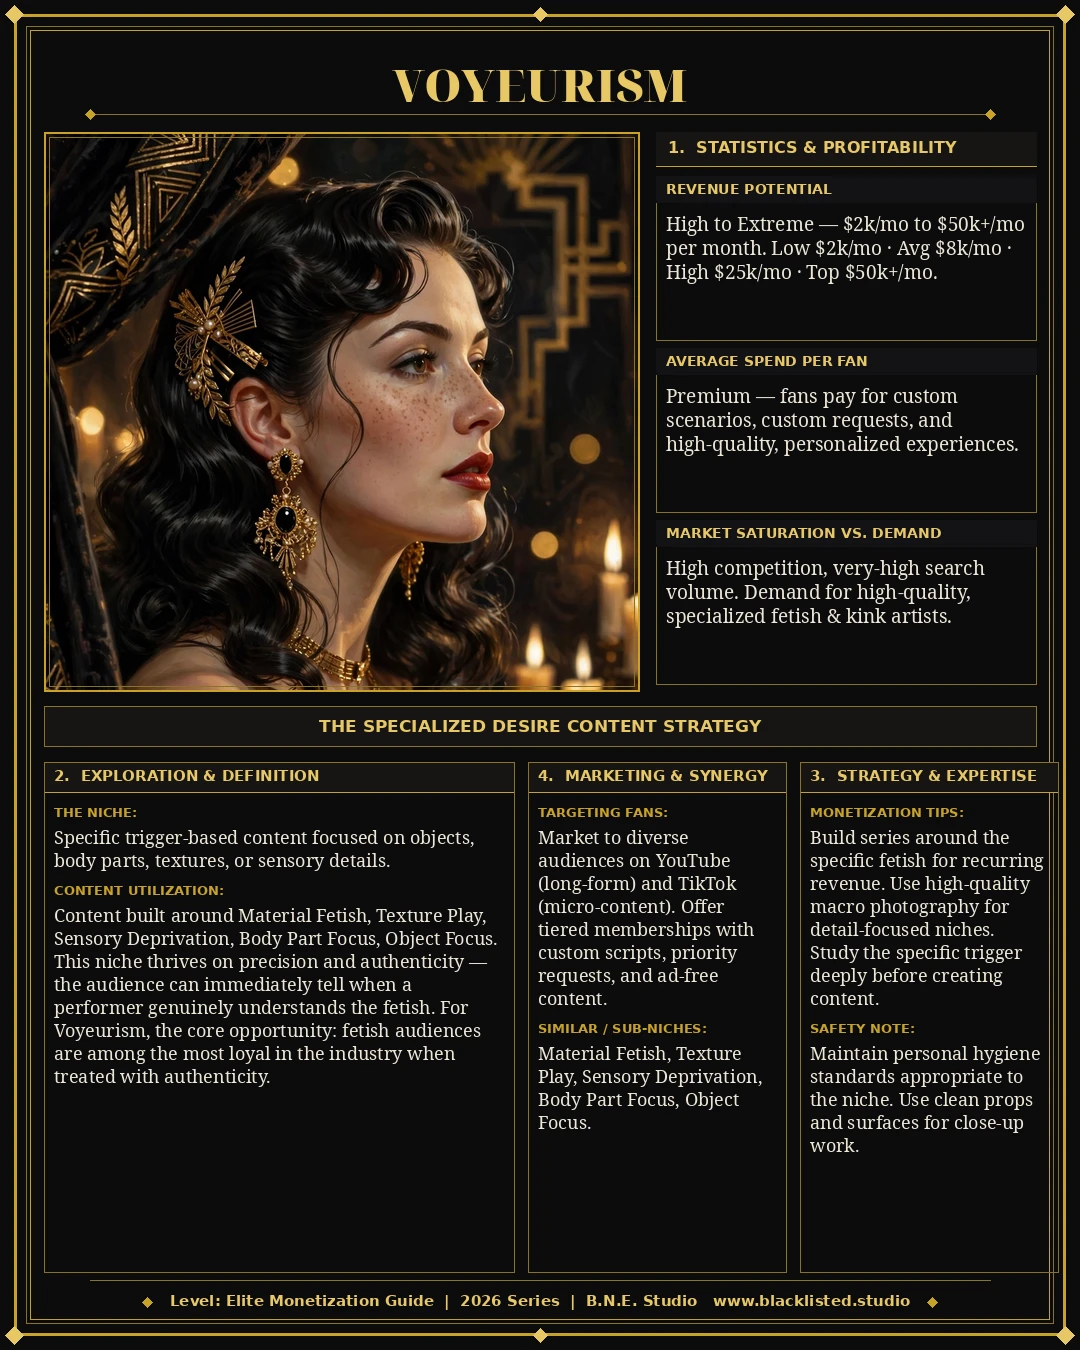 VOYEURISM
1. STATISTICS & PROFITABILITY
REVENUE POTENTIAL
High to Extreme — $2k/mo to $50k+/mo
per month. Low $2k/mo · Avg $8k/mo ·
High $25k/mo · Top $50k+/mo.
AVERAGE SPEND PER FAN
Premium — fans pay for custom
scenarios, custom requests, and
high-quality, personalized experiences.
MARKET SATURATION VS. DEMAND
High competition, very-high search
volume. Demand for high-quality,
specialized fetish & kink artists.
THE SPECIALIZED DESIRE CONTENT STRATEGY
2. EXPLORATION & DEFINITION
THE NICHE:
Specific trigger-based content focused on objects,
body parts, textures, or sensory details.
CONTENT UTILIZATION:
Content built around Material Fetish, Texture Play,
Sensory Deprivation, Body Part Focus, Object Focus.
This niche thrives on precision and authenticity —
the audience can immediately tell when a
performer genuinely understands the fetish. For
Voyeurism, the core opportunity: fetish audiences
are among the most loyal in the industry when
treated with authenticity.
4. MARKETING & SYNERGY
TARGETING FANS:
Market to diverse
audiences on YouTube
(long-form) and TikTok
(micro-content). Offer
tiered memberships with
custom scripts, priority
requests, and ad-free
content.
SIMILAR / SUB-NICHES:
Material Fetish, Texture
Play, Sensory Deprivation,
Body Part Focus, Object
Focus.
3. STRATEGY & EXPERTISE
MONETIZATION TIPS:
Build series around the
specific fetish for recurring
revenue. Use high-quality
macro photography for
detail-focused niches.
Study the specific trigger
deeply before creating
content.
SAFETY NOTE:
Maintain personal hygiene
standards appropriate to
the niche. Use clean props
and surfaces for close-up
work.
Level: Elite Monetization Guide | 2026 Series | B.N.E. Studio www.blacklisted.studio